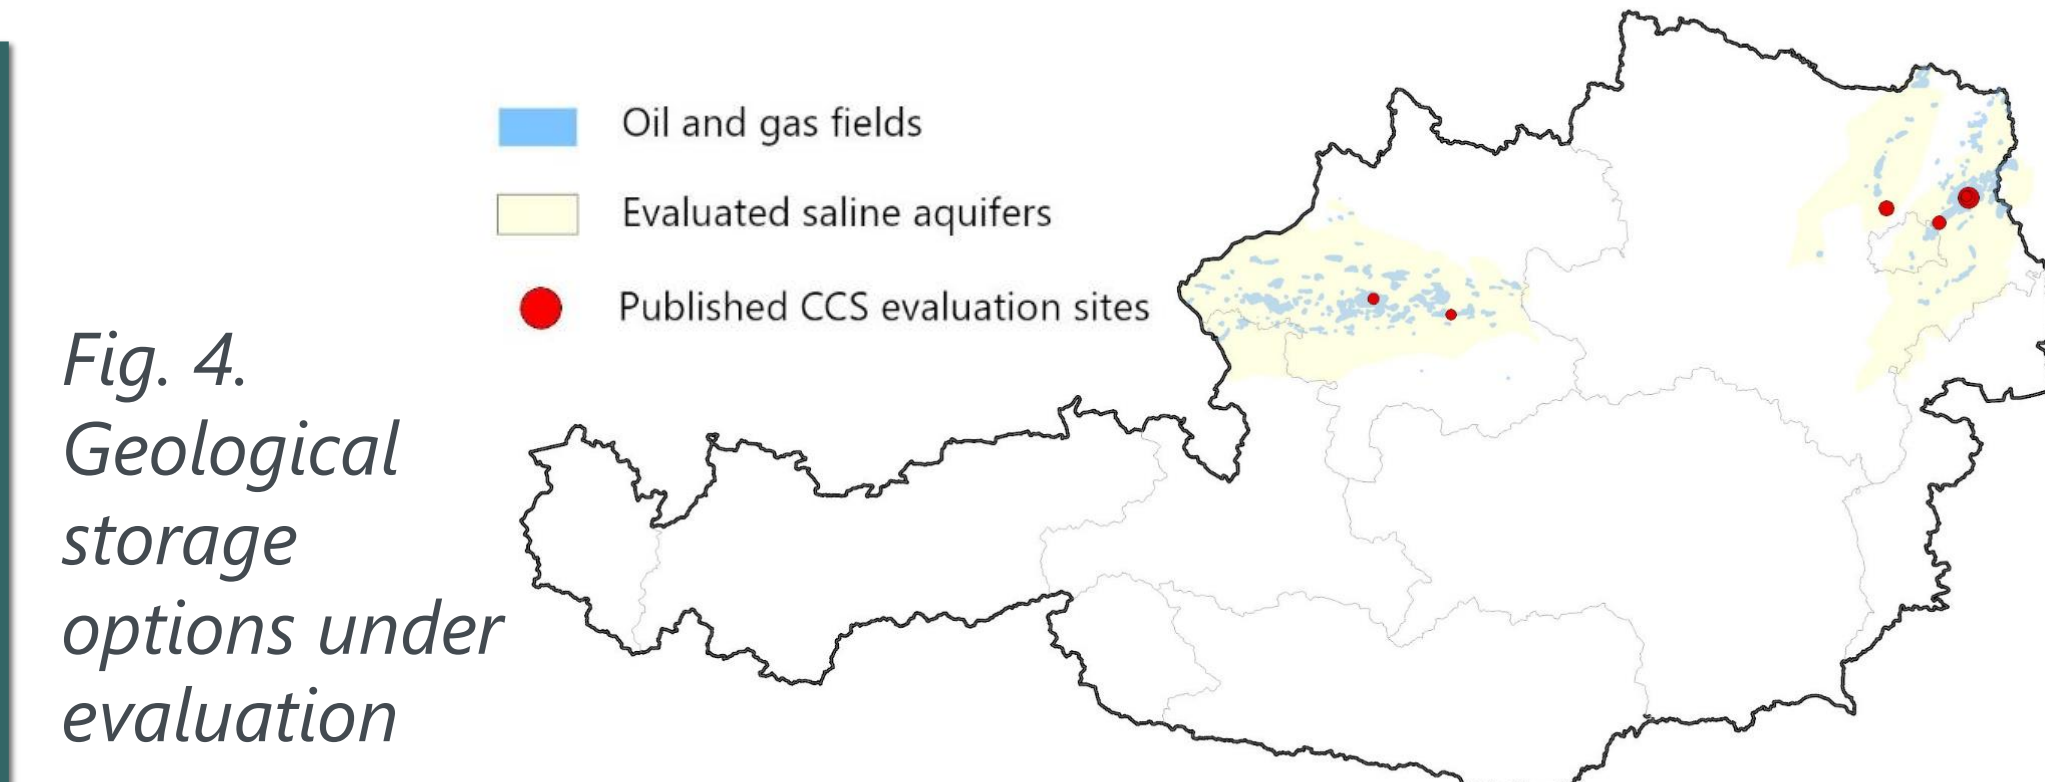 Oil and gas fields
Evaluated saline aquifers
Published CCS evaluation sites
Fig. 4.
Geological
storage
options under
evaluation